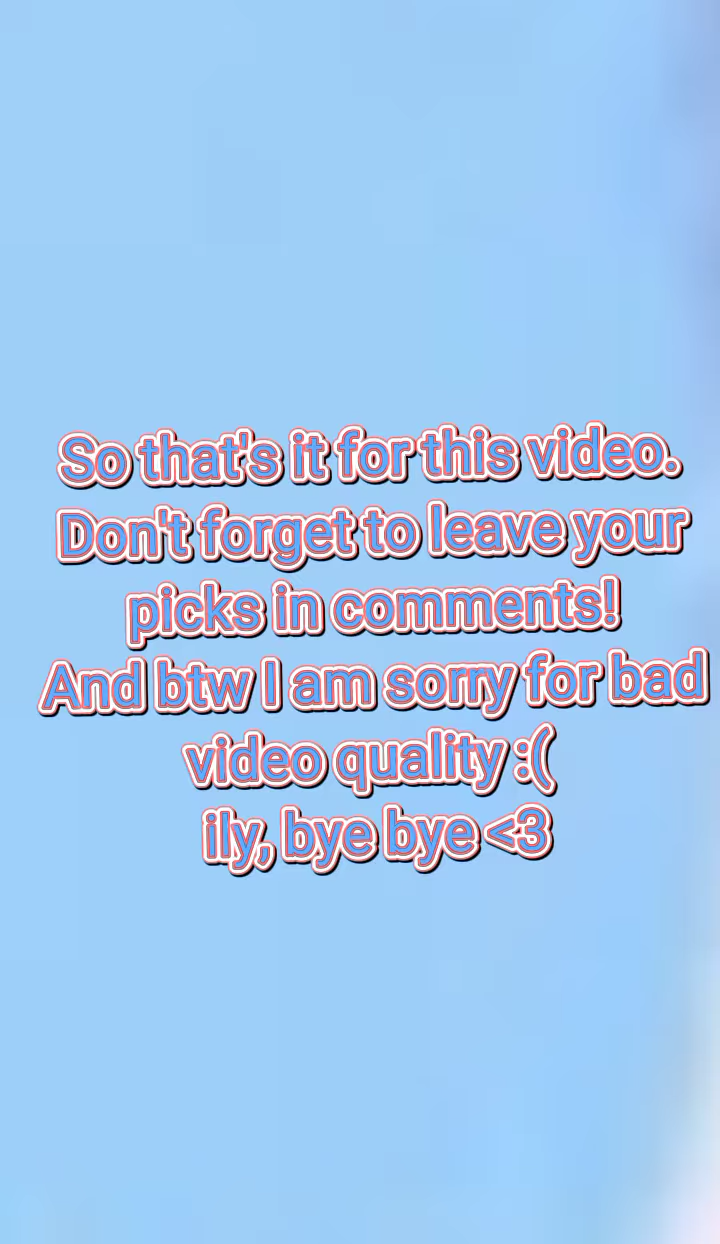 So that's it for this video.
Don't forget to leave your
picks in comments!
And btw I am sorry for bad
video quality :(
ily, bye bye <3